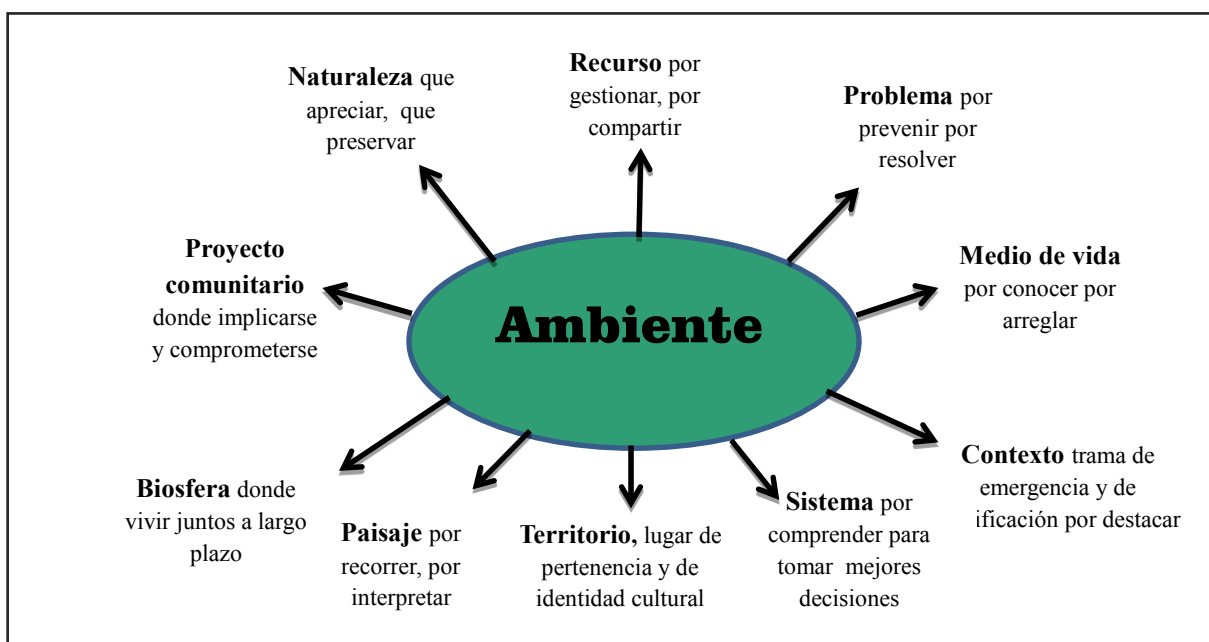 Naturaleza que
apreciar, que
preservar
Recurso por
gestionar, por
compartir
Problema por
prevenir por
resolver
Proyecto
comunitario
donde implicarse
y comprometerse
Ambiente
Medio de vida
por conocer por
arreglar
Biosfera donde
vivir juntos a largo
plazo
Paisaje por
recorrer, por
interpretar
Territorio, lugar de
pertenencia y de
identidad cultural
Sistema por
comprender para
tomar mejores
decisiones
Contexto trama de
emergencia y de
ificación por destacar